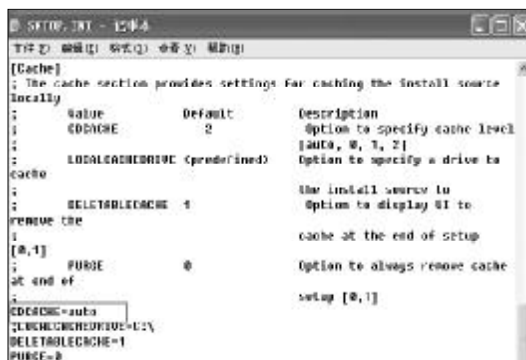 SETUP.INI - 记事本
文件(F) 编辑(E) 格式(O) 查看(V) 帮助(H)
[Cache]
; The cache section provides settings for caching the install source
locally
; Value Default Description
; CDCACHE 2 Option to specify cache level
; [auto, 0, 1, 2]
; LOCALCACHEDRIVE (predefined) Option to specify a drive to
cache
; the install source to
; DELETABLECACHE 1 Option to display UI to
remove the
; cache at the end of setup
[0,1]
; PURGE 0 Option to always remove cache
at end of
; setup [0,1]
CDCACHE=auto
;LOCALCACHEDRIVE=C:\
DELETABLECACHE=1
PURGE=0